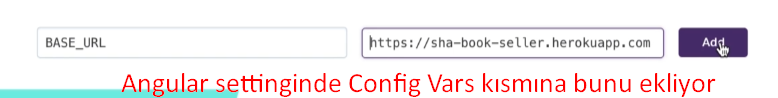 BASE_URL https://sha-book-seller.herokuapp.com Add
Angular settinginde Config Vars kısmına bunu ekliyor